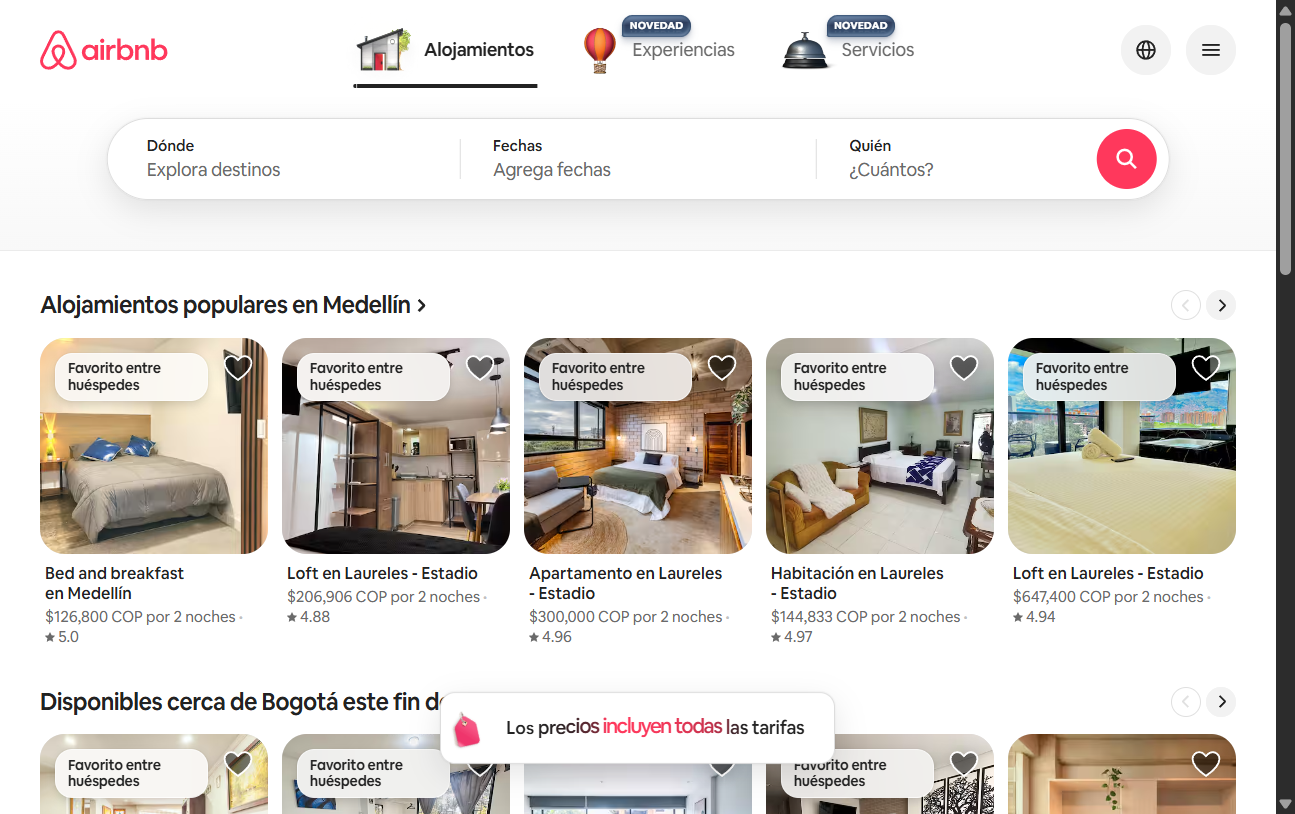 airbnb
Alojamientos
NOVEDAD
Experiencias
NOVEDAD
Servicios
Dónde
Explora destinos
Fechas
Agrega fechas
Quién
¿Cuántos?
Alojamientos populares en Medellín
Favorito entre
huéspedes
Favorito entre
huéspedes
Favorito entre
huéspedes
Favorito entre
huéspedes
Favorito entre
huéspedes
Bed and breakfast
en Medellín
$126,800 COP por 2 noches ·
★ 5.0
Loft en Laureles - Estadio
$206,906 COP por 2 noches ·
★ 4.88
Apartamento en Laureles
- Estadio
$300,000 COP por 2 noches ·
★ 4.96
Habitación en Laureles
- Estadio
$144,833 COP por 2 noches ·
★ 4.97
Loft en Laureles - Estadio
$647,400 COP por 2 noches ·
★ 4.94
Disponibles cerca de Bogotá este fin d
Los precios incluyen todas las tarifas
Favorito entre
huéspedes
Favorito entre
huéspedes
Favorito entre
huéspedes